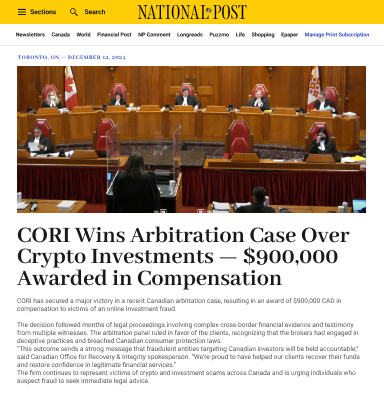 Sections
Search
NATIONAL POST
Newsletters Canada World Financial Post NP Comment Longreads Puzzmo Life Shopping Epaper Manage Print Subscription
TORONTO, ON — DECEMBER 12, 2024
CORI Wins Arbitration Case Over
Crypto Investments — $900,000
Awarded in Compensation
CORI has secured a major victory in a recent Canadian arbitration case, resulting in an award of $900,000 CAD in
compensation to victims of an online investment fraud.
The decision followed months of legal proceedings involving complex cross-border financial evidence and testimony
from multiple witnesses. The arbitration panel ruled in favor of the clients, recognizing that the brokers had engaged in
deceptive practices and breached Canadian consumer protection laws.
"This outcome sends a strong message that fraudulent entities targeting Canadian investors will be held accountable,"
said Canadian Office for Recovery & Integrity spokesperson. "We're proud to have helped our clients recover their funds
and restore confidence in legitimate financial services."
The firm continues to represent victims of crypto and investment scams across Canada and is urging individuals who
suspect fraud to seek immediate legal advice.